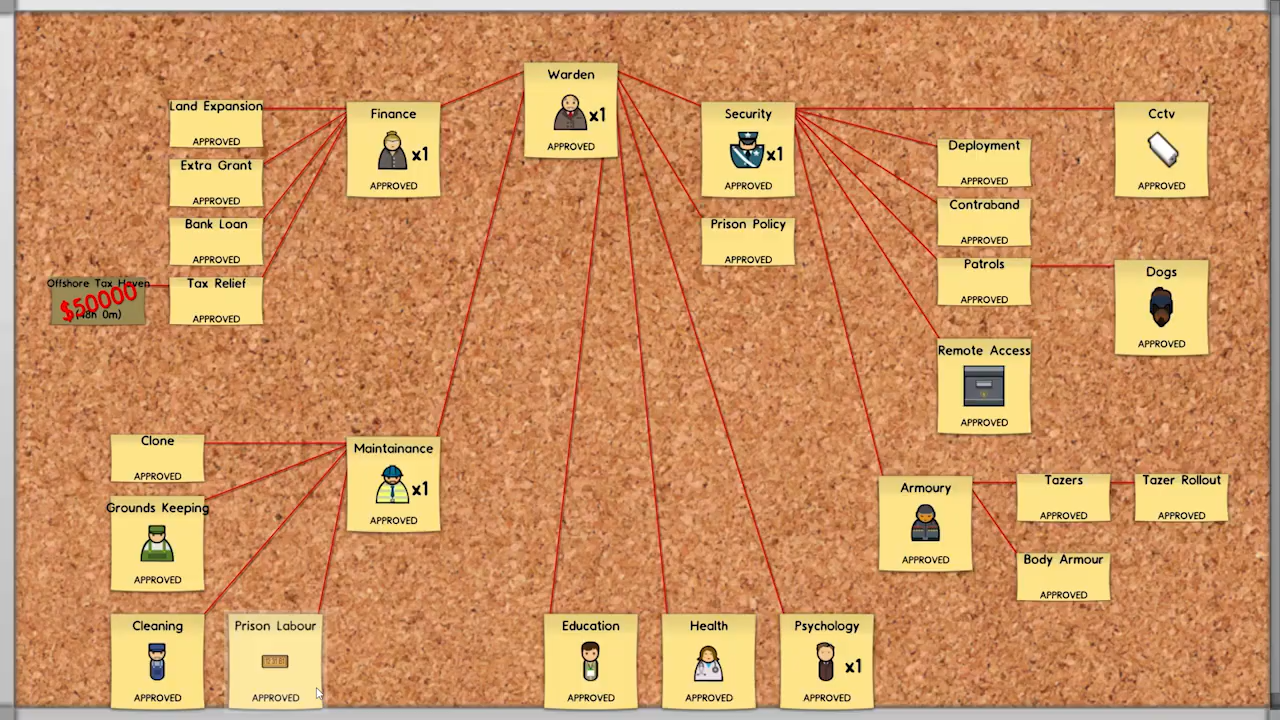 Warden
x1
APPROVED
Land Expansion
APPROVED
Finance
x1
APPROVED
Security
x1
APPROVED
Cctv
APPROVED
Extra Grant
APPROVED
Deployment
APPROVED
Bank Loan
APPROVED
Prison Policy
APPROVED
Contraband
APPROVED
Offshore Tax Haven
$50000
Tax Relief
APPROVED
Patrols
APPROVED
Dogs
APPROVED
Remote Access
APPROVED
Clone
APPROVED
Maintainance
x1
APPROVED
Grounds Keeping
APPROVED
Armoury
APPROVED
Tazers
APPROVED
Tazer Rollout
APPROVED
Body Armour
APPROVED
Cleaning
APPROVED
Prison Labour
APPROVED
Education
APPROVED
Health
APPROVED
Psychology
x1
APPROVED